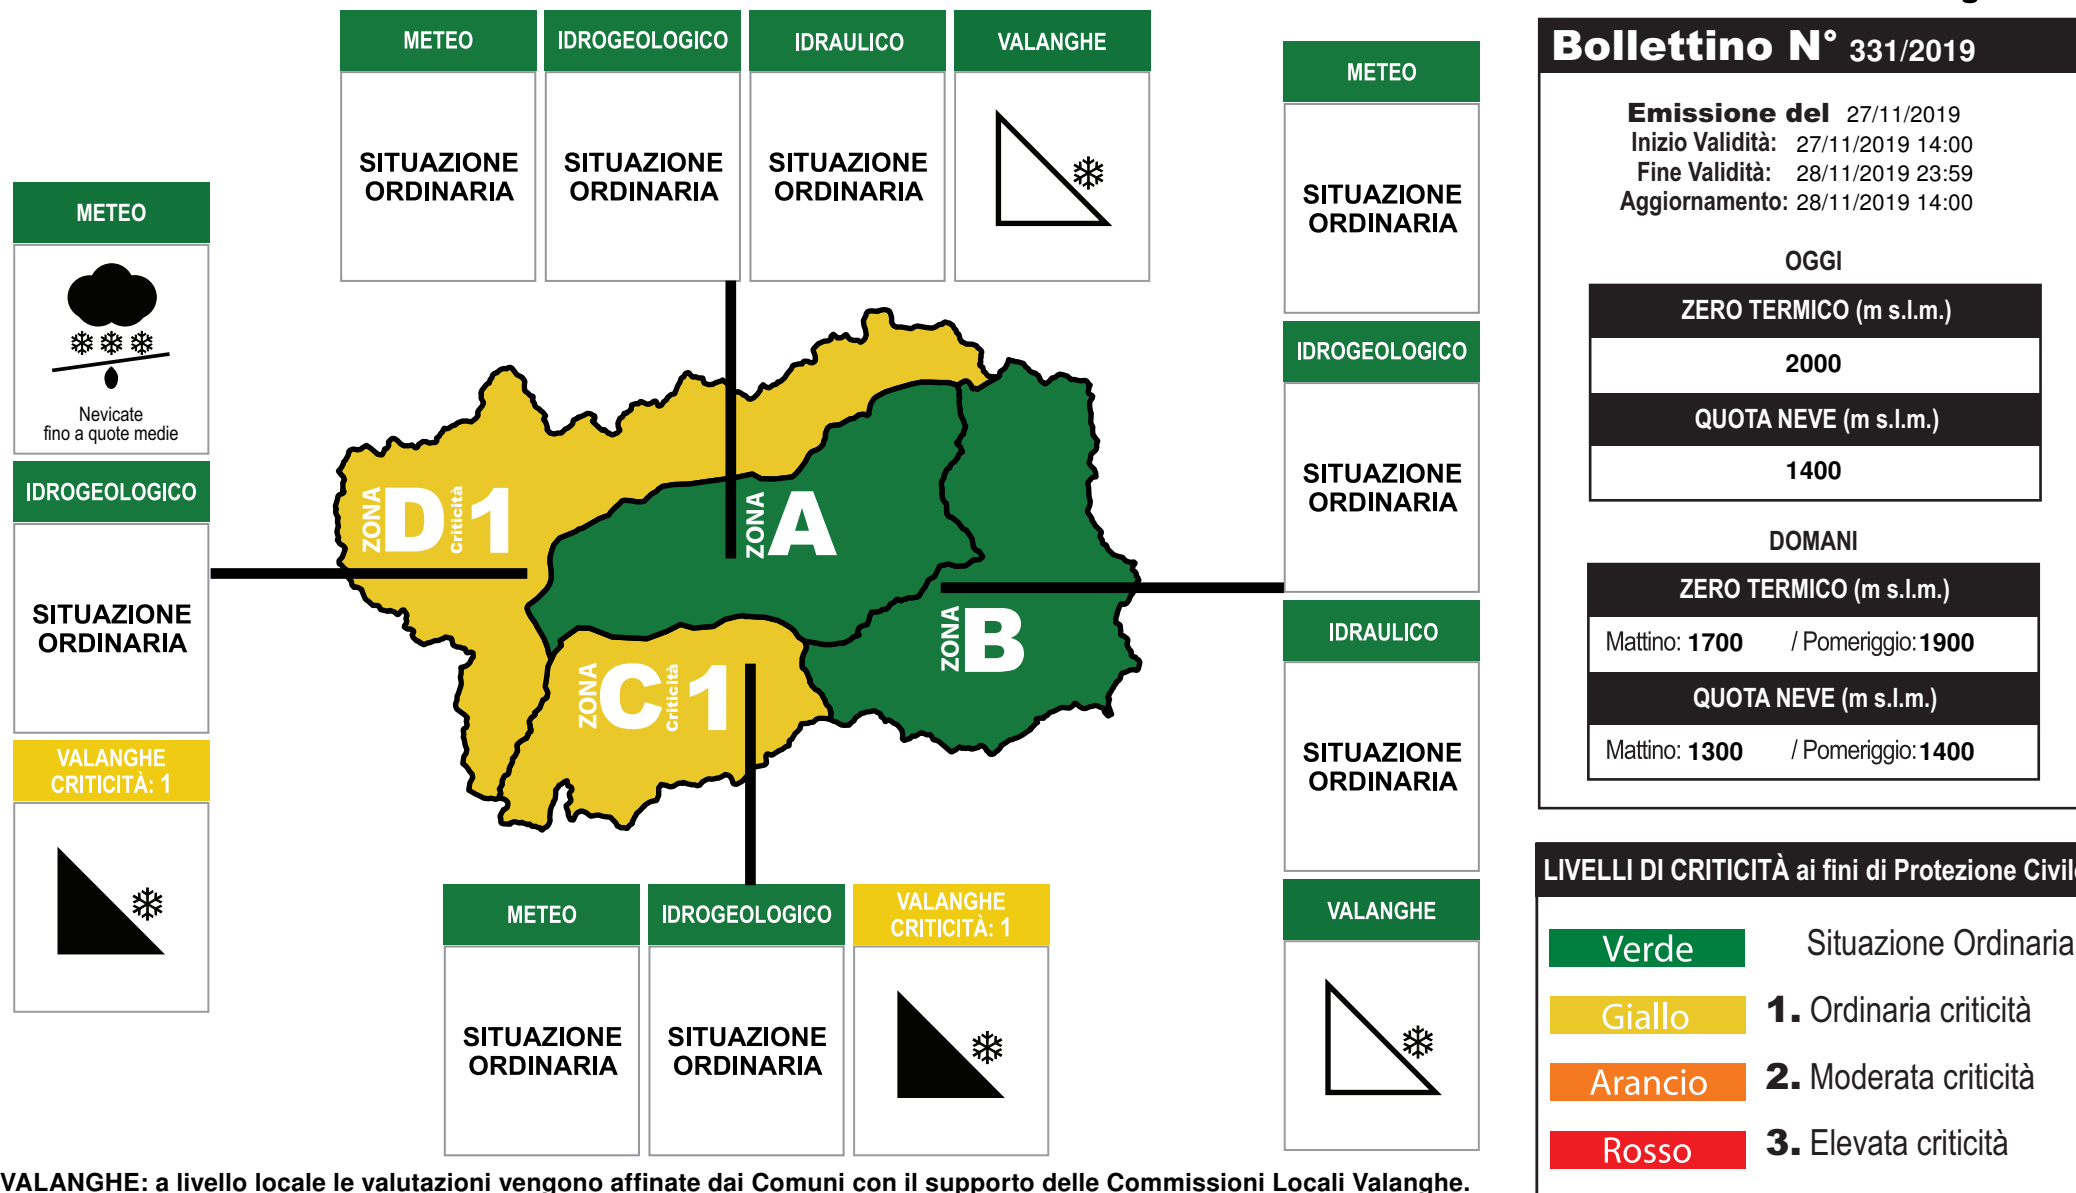 METEO
SITUAZIONE
ORDINARIA
IDROGEOLOGICO
SITUAZIONE
ORDINARIA
IDRAULICO
SITUAZIONE
ORDINARIA
VALANGHE
METEO
Nevicate
fino a quote medie
IDROGEOLOGICO
SITUAZIONE
ORDINARIA
VALANGHE
CRITICITÀ: 1
ZONA D Criticità 1
ZONA A
ZONA B
ZONA C Criticità 1
METEO
SITUAZIONE
ORDINARIA
IDROGEOLOGICO
SITUAZIONE
ORDINARIA
VALANGHE
CRITICITÀ: 1
METEO
SITUAZIONE
ORDINARIA
IDROGEOLOGICO
SITUAZIONE
ORDINARIA
IDRAULICO
SITUAZIONE
ORDINARIA
VALANGHE
Bollettino N° 331/2019
Emissione del 27/11/2019
Inizio Validità: 27/11/2019 14:00
Fine Validità: 28/11/2019 23:59
Aggiornamento: 28/11/2019 14:00
OGGI
ZERO TERMICO (m s.l.m.)
2000
QUOTA NEVE (m s.l.m.)
1400
DOMANI
ZERO TERMICO (m s.l.m.)
Mattino: 1700 / Pomeriggio: 1900
QUOTA NEVE (m s.l.m.)
Mattino: 1300 / Pomeriggio: 1400
LIVELLI DI CRITICITÀ ai fini di Protezione Civile
Verde Situazione Ordinaria
Giallo 1. Ordinaria criticità
Arancio 2. Moderata criticità
Rosso 3. Elevata criticità
VALANGHE: a livello locale le valutazioni vengono affinate dai Comuni con il supporto delle Commissioni Locali Valanghe.